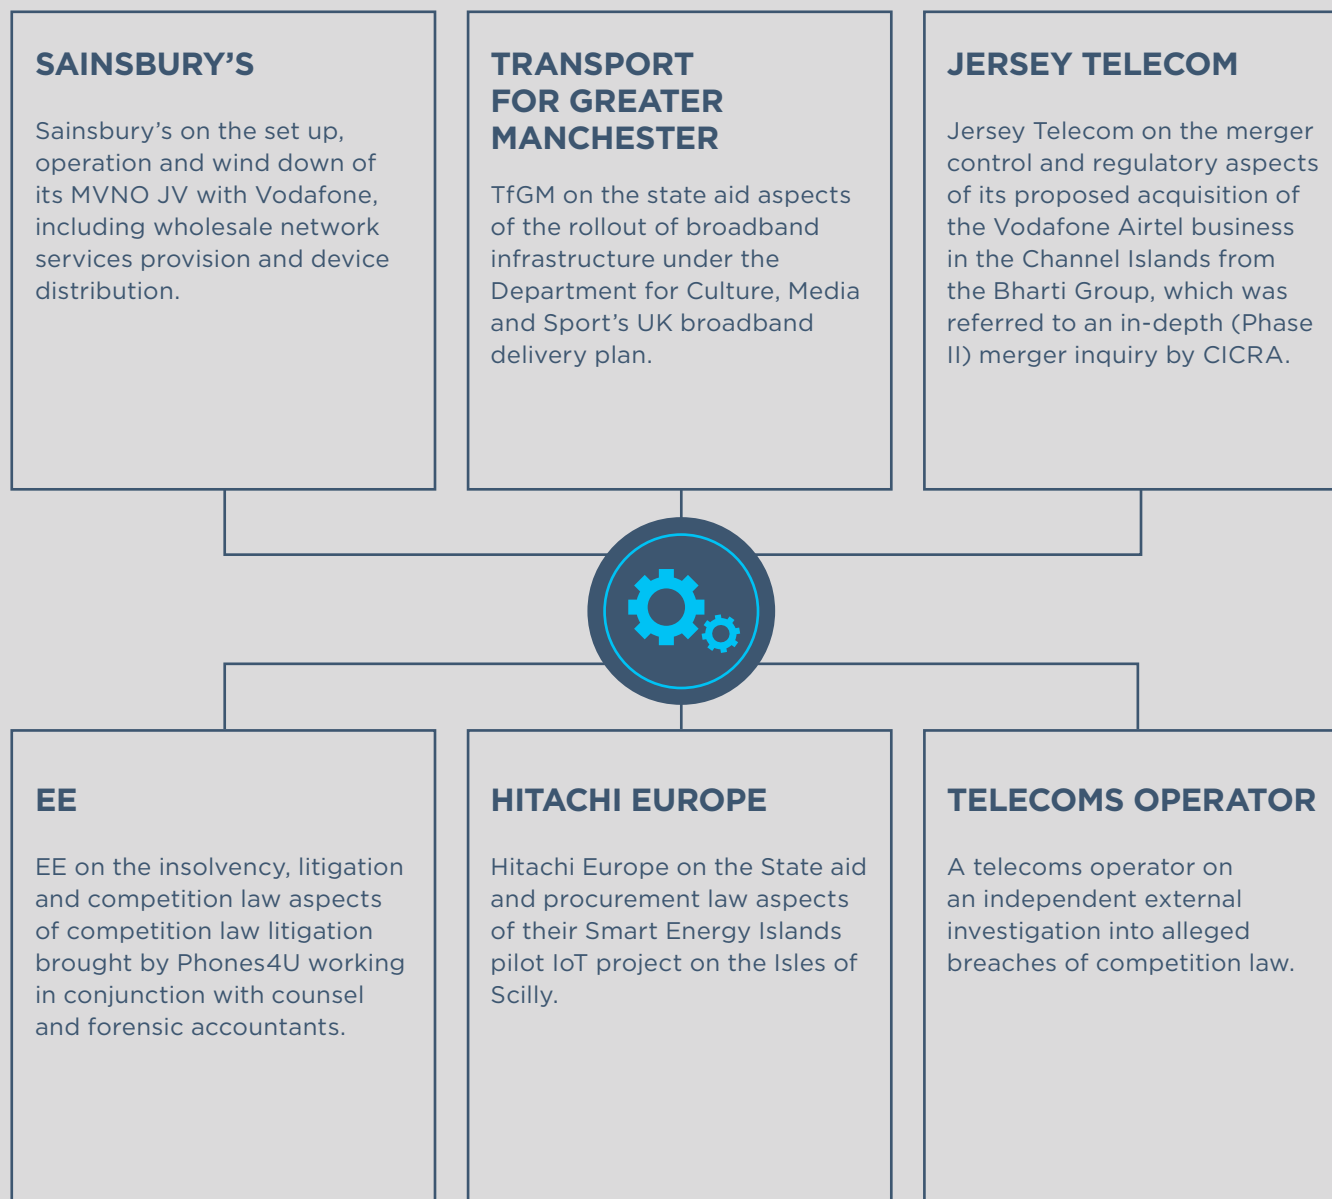 SAINSBURY’S
Sainsbury’s on the set up,
operation and wind down of
its MVNO JV with Vodafone,
including wholesale network
services provision and device
distribution.
TRANSPORT
FOR GREATER
MANCHESTER
TfGM on the state aid aspects
of the rollout of broadband
infrastructure under the
Department for Culture, Media
and Sport’s UK broadband
delivery plan.
JERSEY TELECOM
Jersey Telecom on the merger
control and regulatory aspects
of its proposed acquisition of
the Vodafone Airtel business
in the Channel Islands from
the Bharti Group, which was
referred to an in-depth (Phase
II) merger inquiry by CICRA.
EE
EE on the insolvency, litigation
and competition law aspects
of competition law litigation
brought by Phones4U working
in conjunction with counsel
and forensic accountants.
HITACHI EUROPE
Hitachi Europe on the State aid
and procurement law aspects
of their Smart Energy Islands
pilot IoT project on the Isles of
Scilly.
TELECOMS OPERATOR
A telecoms operator on
an independent external
investigation into alleged
breaches of competition law.